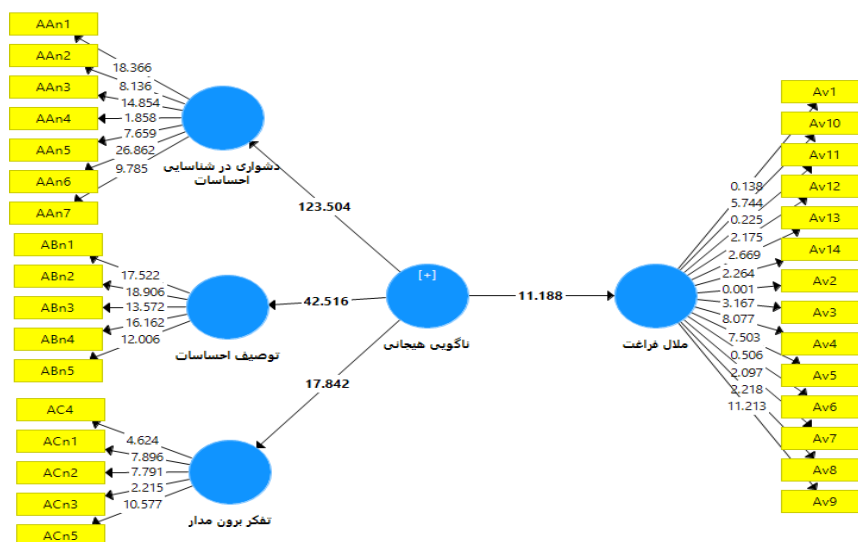 AAn1
AAn2
AAn3
AAn4
AAn5
AAn6
AAn7
18.366
8.136
14.854
1.858
7.659
26.862
9.785
دشواری در شناسایی
احساسات
123.504
ABn1
ABn2
ABn3
ABn4
ABn5
17.522
18.906
13.572
16.162
12.006
توصیف احساسات
42.516
AC4
ACn1
ACn2
ACn3
ACn5
4.624
7.896
7.791
2.215
10.577
تفکر برون مدار
17.842
[+]
ناگویی هیجانی
11.188
ملال فراغت
0.138
5.744
0.225
2.175
2.669
2.264
0.001
3.167
8.077
7.503
0.506
2.097
2.218
11.213
Av1
Av10
Av11
Av12
Av13
Av14
Av2
Av3
Av4
Av5
Av6
Av7
Av8
Av9